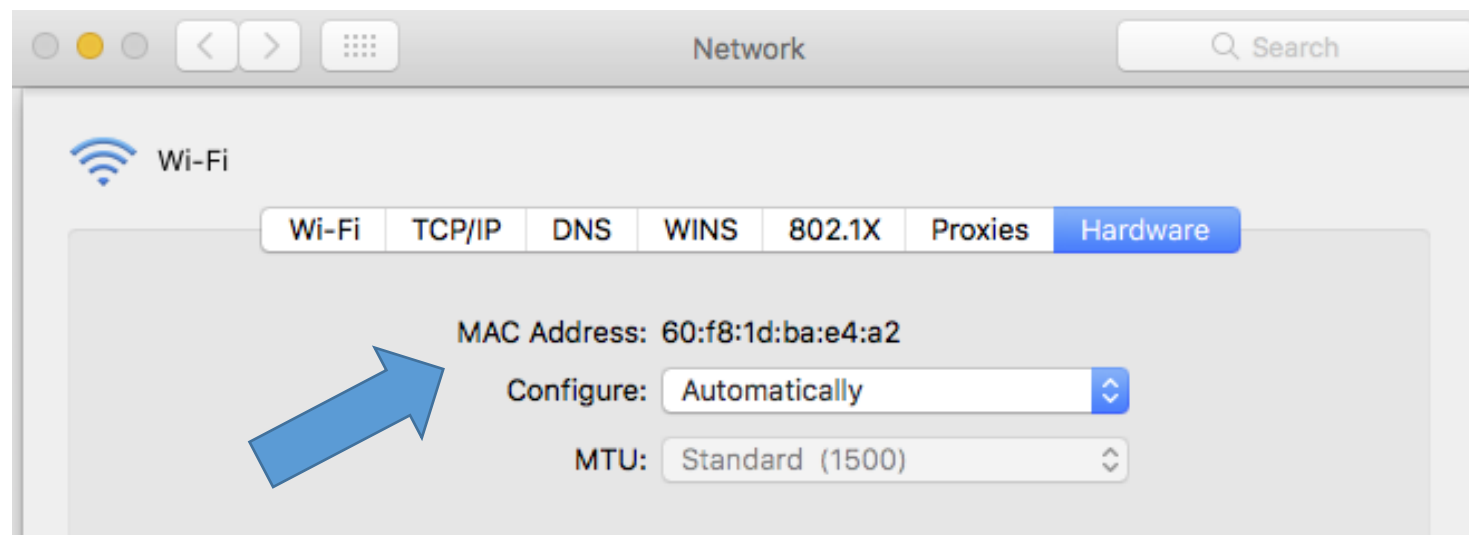 Network
Search
Wi-Fi
Wi-Fi TCP/IP DNS WINS 802.1X Proxies Hardware
MAC Address: 60:f8:1d:ba:e4:a2
Configure: Automatically
MTU: Standard (1500)